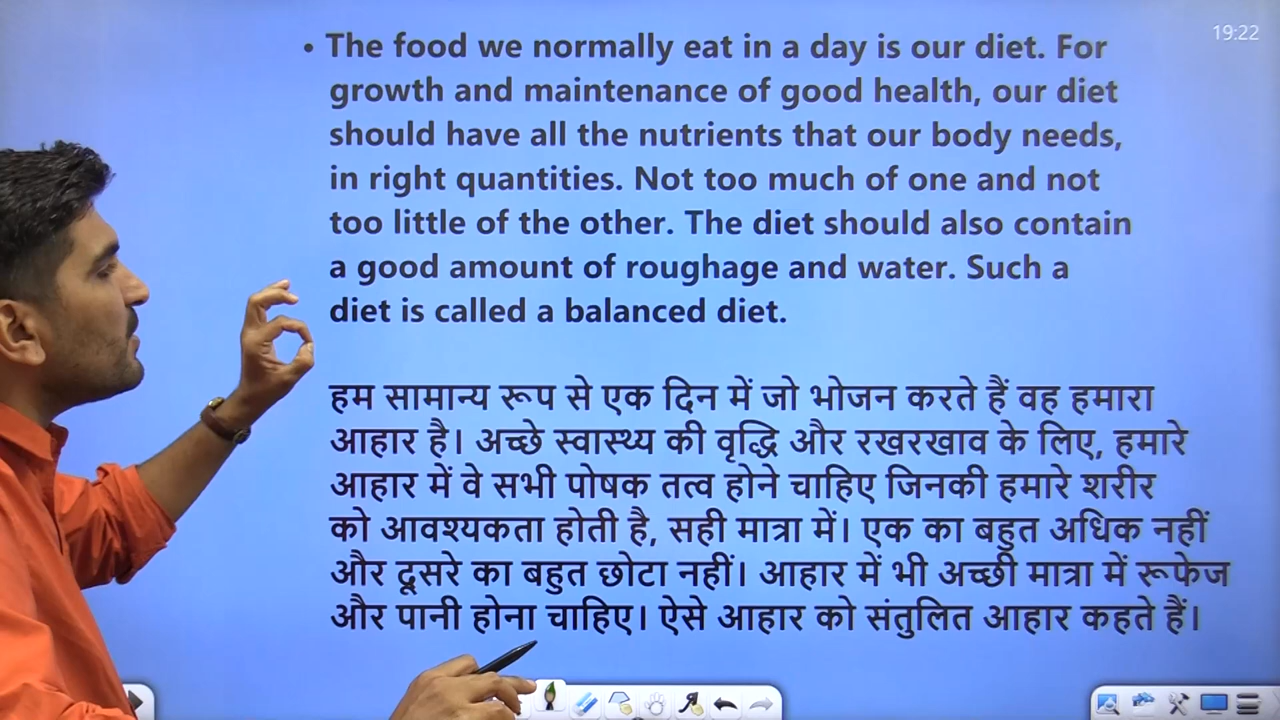 19:22
• The food we normally eat in a day is our diet. For
growth and maintenance of good health, our diet
should have all the nutrients that our body needs,
in right quantities. Not too much of one and not
too little of the other. The diet should also contain
a good amount of roughage and water. Such a
diet is called a balanced diet.
हम सामान्य रूप से एक दिन में जो भोजन करते हैं वह हमारा
आहार है। अच्छे स्वास्थ्य की वृद्धि और रखरखाव के लिए, हमारे
आहार में वे सभी पोषक तत्व होने चाहिए जिनकी हमारे शरीर
को आवश्यकता होती है, सही मात्रा में। एक का बहुत अधिक नहीं
और दूसरे का बहुत छोटा नहीं। आहार में भी अच्छी मात्रा में रूफेज
और पानी होना चाहिए। ऐसे आहार को संतुलित आहार कहते हैं।